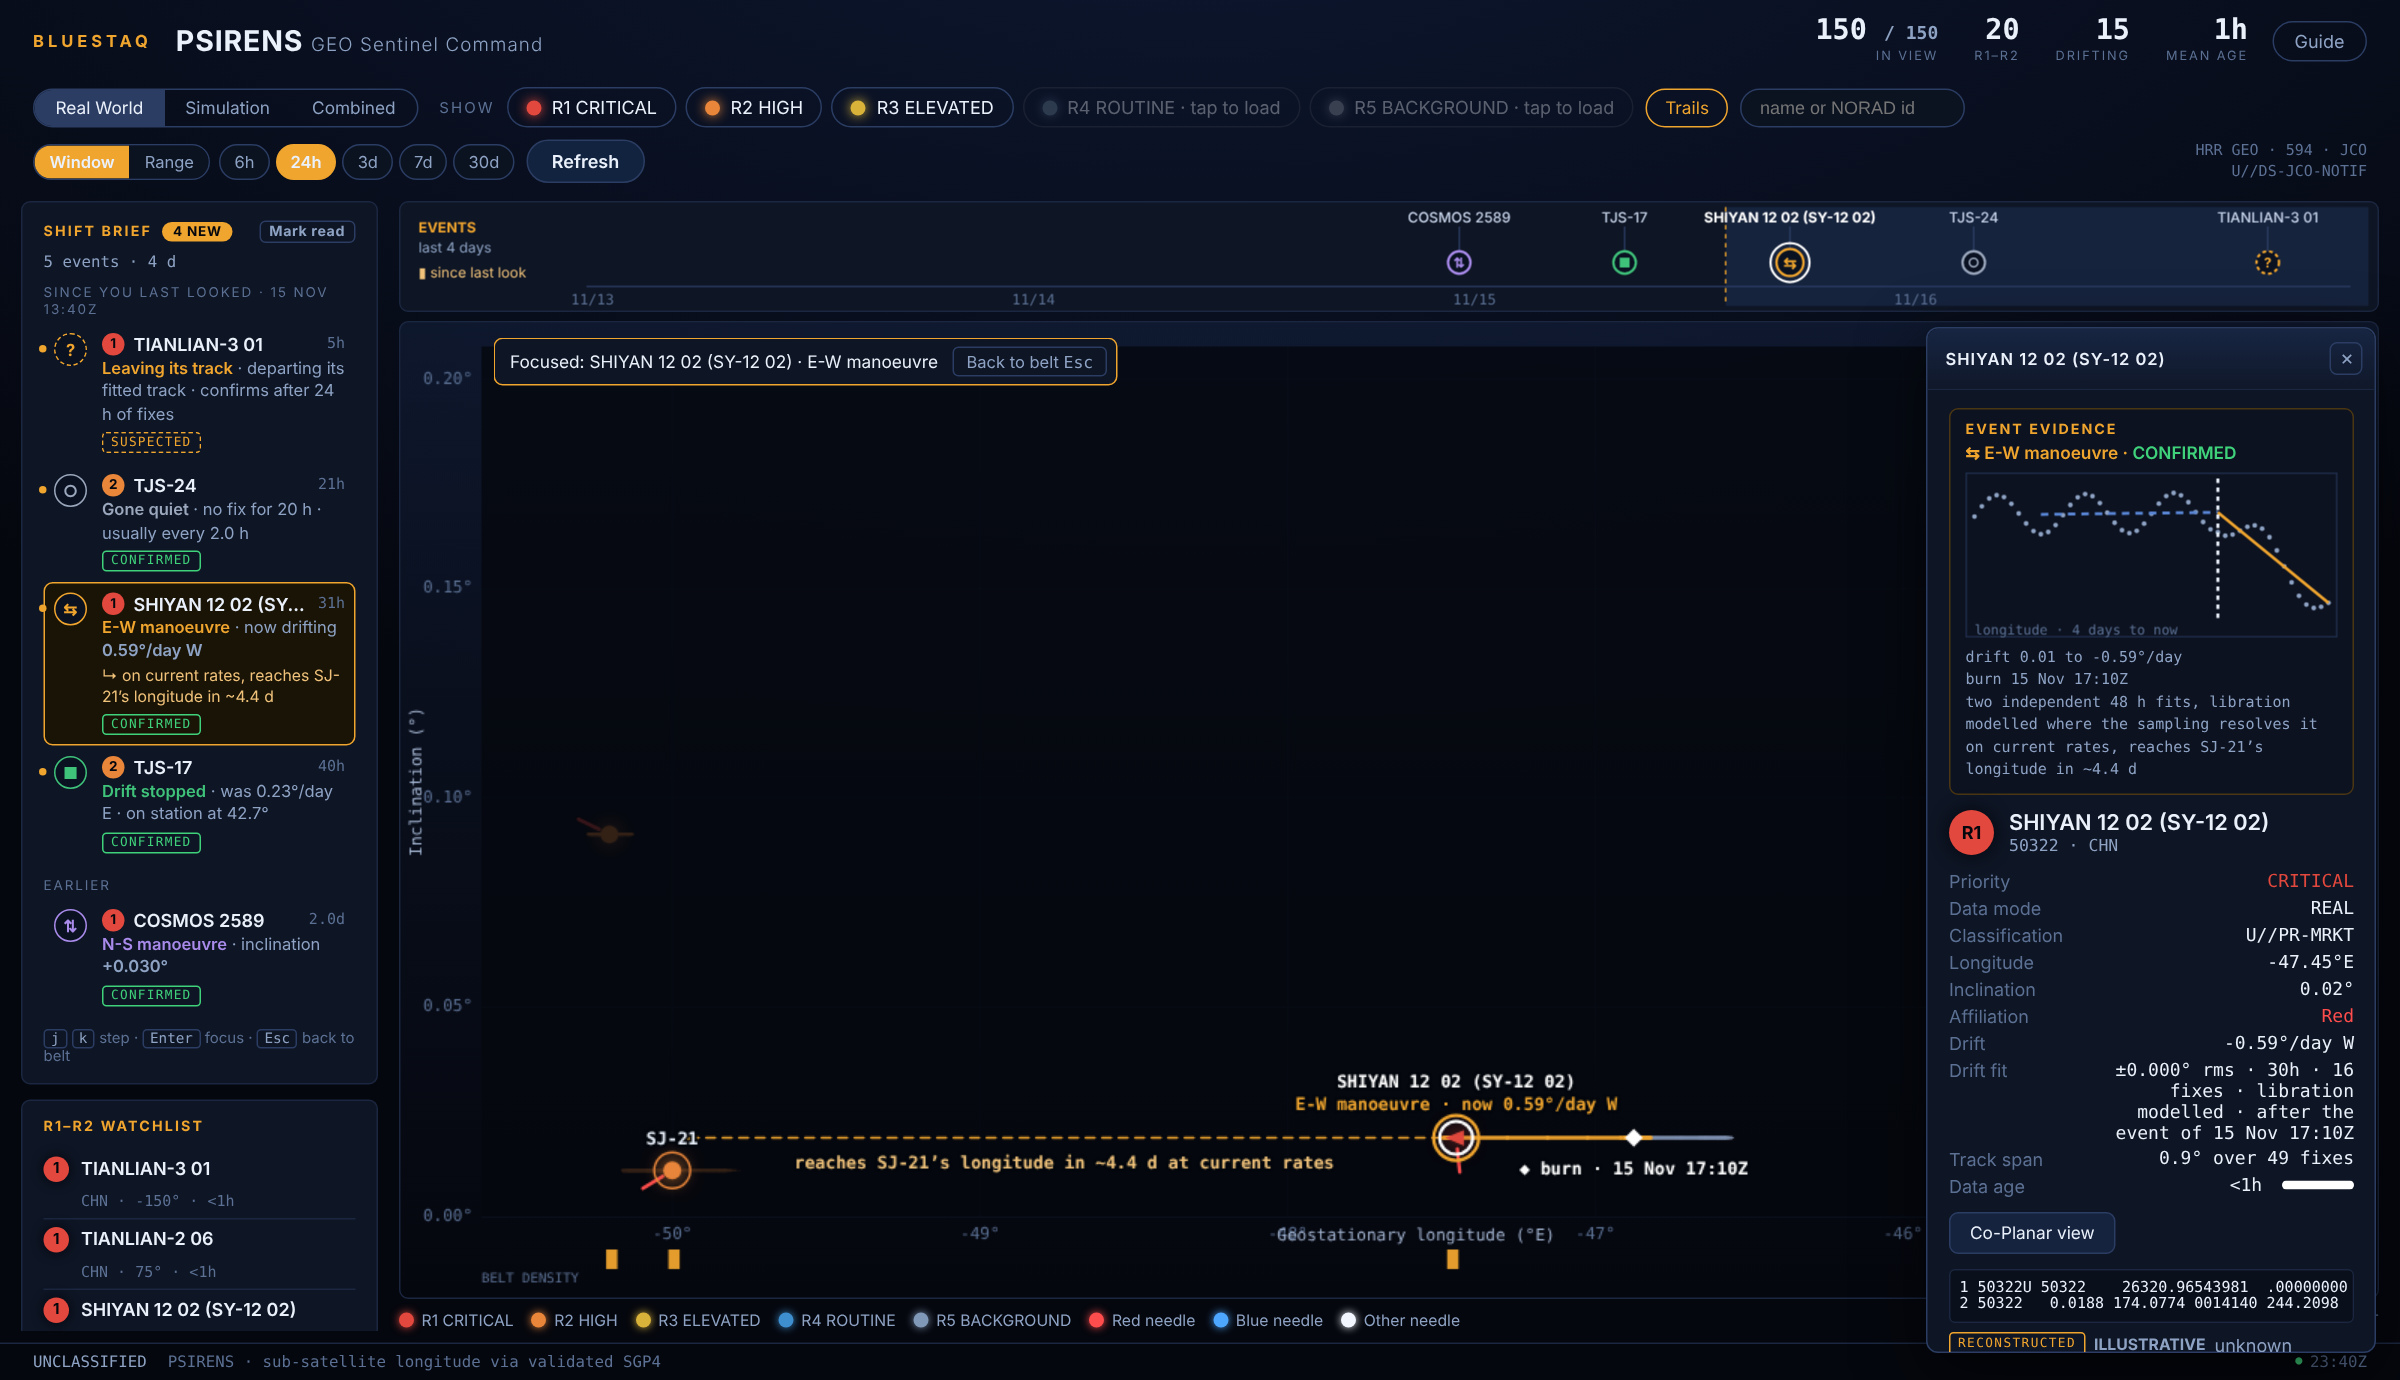 BLUESTAQ PSIRENS GEO Sentinel Command
150 / 150 IN VIEW
20 R1–R2
15 DRIFTING
1h MEAN AGE
Guide
Real World Simulation Combined SHOW R1 CRITICAL R2 HIGH R3 ELEVATED R4 ROUTINE · tap to load R5 BACKGROUND · tap to load Trails name or NORAD id
Window Range 6h 24h 3d 7d 30d Refresh
HRR GEO · 594 · JCO
U//DS-JCO-NOTIF
SHIFT BRIEF 4 NEW Mark read
5 events · 4 d
SINCE YOU LAST LOOKED · 15 NOV
13:40Z
? 1 TIANLIAN-3 01 5h
Leaving its track · departing its
fitted track · confirms after 24
h of fixes
SUSPECTED
2 TJS-24 21h
Gone quiet · no fix for 20 h ·
usually every 2.0 h
CONFIRMED
⇆ 1 SHIYAN 12 02 (SY... 31h
E-W manoeuvre · now drifting
0.59°/day W
↳ on current rates, reaches SJ-
21’s longitude in ~4.4 d
CONFIRMED
2 TJS-17 40h
Drift stopped · was 0.23°/day
E · on station at 42.7°
CONFIRMED
EARLIER
⇅ 1 COSMOS 2589 2.0d
N-S manoeuvre · inclination
+0.030°
CONFIRMED
j k step · Enter focus · Esc back to
belt
R1–R2 WATCHLIST
1 TIANLIAN-3 01
CHN · -150° · <1h
1 TIANLIAN-2 06
CHN · 75° · <1h
1 SHIYAN 12 02 (SY-12 02)
EVENTS
last 4 days
since last look
COSMOS 2589 TJS-17 SHIYAN 12 02 (SY-12 02) TJS-24 TIANLIAN-3 01
⇅ ⇆ ?
11/13 11/14 11/15 11/16
Focused: SHIYAN 12 02 (SY-12 02) · E-W manoeuvre Back to belt Esc
0.20°
0.15°
0.10°
0.05°
0.00°
Inclination (°)
SHIYAN 12 02 (SY-12 02)
E-W manoeuvre · now 0.59°/day W
SJ-21
reaches SJ-21’s longitude in ~4.4 d at current rates
◆ burn · 15 Nov 17:10Z
-50° -49° -48° -47° -46°
Geostationary longitude (°E)
BELT DENSITY
R1 CRITICAL R2 HIGH R3 ELEVATED R4 ROUTINE R5 BACKGROUND Red needle Blue needle Other needle
SHIYAN 12 02 (SY-12 02) ×
EVENT EVIDENCE
⇆ E-W manoeuvre · CONFIRMED
longitude · 4 days to now
drift 0.01 to -0.59°/day
burn 15 Nov 17:10Z
two independent 48 h fits, libration
modelled where the sampling resolves it
on current rates, reaches SJ-21’s
longitude in ~4.4 d
R1 SHIYAN 12 02 (SY-12 02)
50322 · CHN
Priority CRITICAL
Data mode REAL
Classification U//PR-MRKT
Longitude -47.45°E
Inclination 0.02°
Affiliation Red
Drift -0.59°/day W
Drift fit ±0.000° rms · 30h · 16
fixes · libration
modelled · after the
event of 15 Nov 17:10Z
Track span 0.9° over 49 fixes
Data age <1h
Co-Planar view
1 50322U 50322 26320.96543981 .00000000
2 50322 0.0188 174.0774 0014140 244.2098
RECONSTRUCTED ILLUSTRATIVE unknown
UNCLASSIFIED PSIRENS · sub-satellite longitude via validated SGP4
23:40Z